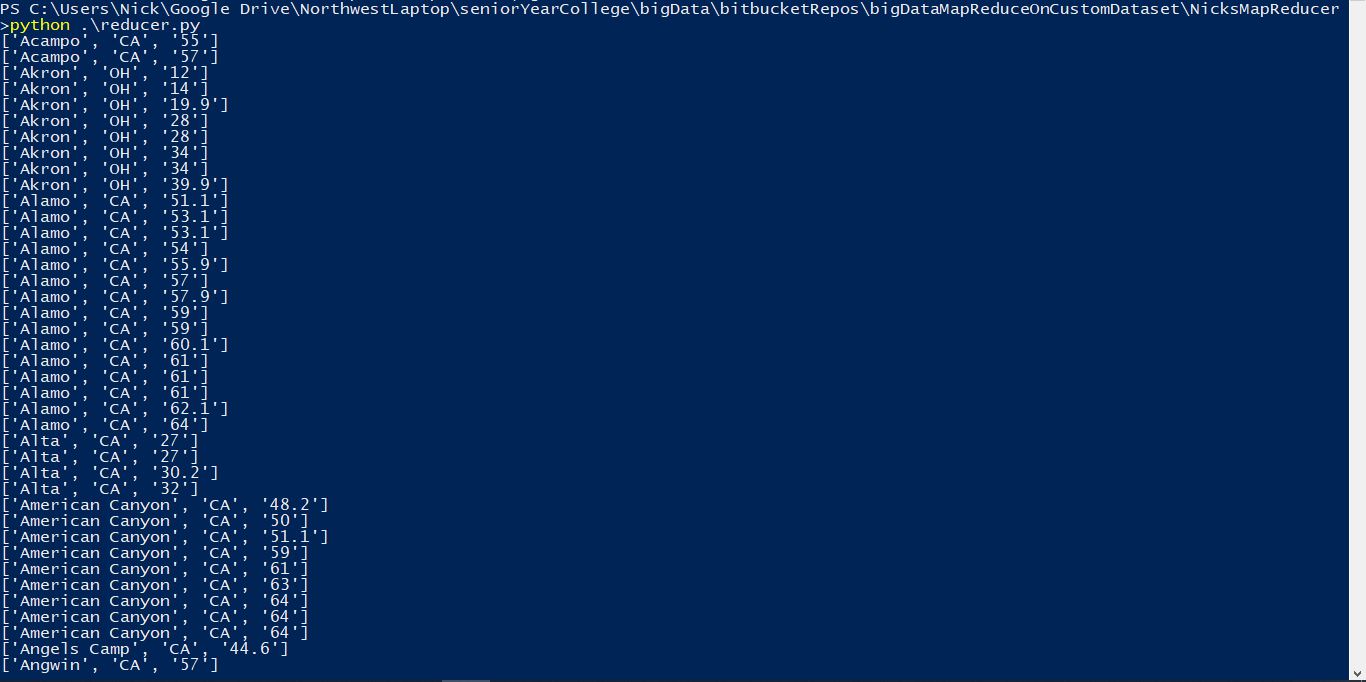 PS C:\Users\Nick\Google Drive\NorthwestLaptop\seniorYearCollege\bigData\bitbucketRepos\bigDataMapReduceOnCustomDataset\NicksMapReducer
>python .\reducer.py
['Acampo', 'CA', '55']
['Acampo', 'CA', '57']
['Akron', 'OH', '12']
['Akron', 'OH', '14']
['Akron', 'OH', '19.9']
['Akron', 'OH', '28']
['Akron', 'OH', '28']
['Akron', 'OH', '34']
['Akron', 'OH', '34']
['Akron', 'OH', '39.9']
['Alamo', 'CA', '51.1']
['Alamo', 'CA', '53.1']
['Alamo', 'CA', '53.1']
['Alamo', 'CA', '54']
['Alamo', 'CA', '55.9']
['Alamo', 'CA', '57']
['Alamo', 'CA', '57.9']
['Alamo', 'CA', '59']
['Alamo', 'CA', '59']
['Alamo', 'CA', '60.1']
['Alamo', 'CA', '61']
['Alamo', 'CA', '61']
['Alamo', 'CA', '61']
['Alamo', 'CA', '62.1']
['Alamo', 'CA', '64']
['Alta', 'CA', '27']
['Alta', 'CA', '27']
['Alta', 'CA', '30.2']
['Alta', 'CA', '32']
['American Canyon', 'CA', '48.2']
['American Canyon', 'CA', '50']
['American Canyon', 'CA', '51.1']
['American Canyon', 'CA', '59']
['American Canyon', 'CA', '61']
['American Canyon', 'CA', '63']
['American Canyon', 'CA', '64']
['American Canyon', 'CA', '64']
['American Canyon', 'CA', '64']
['Angels Camp', 'CA', '44.6']
['Angwin', 'CA', '57']